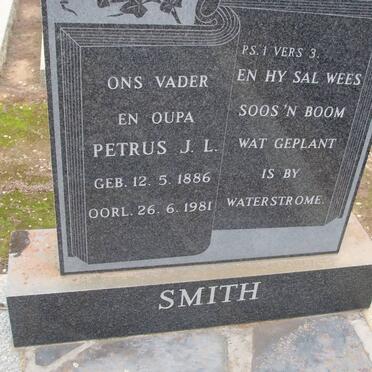 ONS VADER
EN OUPA
PETRUS J. L.
GEB. 12. 5. 1886
OORL. 26. 6. 1981
PS. 1 VERS 3.
EN HY SAL WEES
SOOS 'N BOOM
WAT GEPLANT
IS BY
WATERSTROME.
SMITH